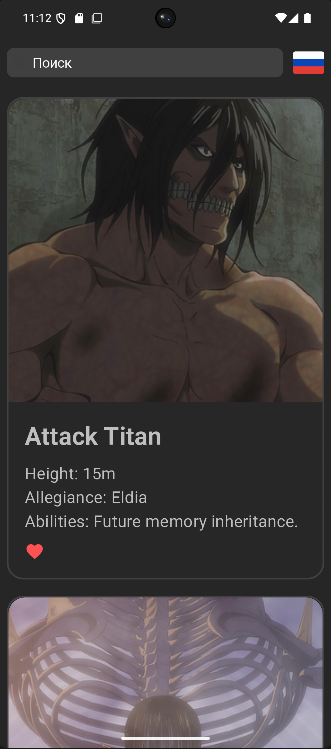 11:12
Поиск
Attack Titan
Height: 15m
Allegiance: Eldia
Abilities: Future memory inheritance.